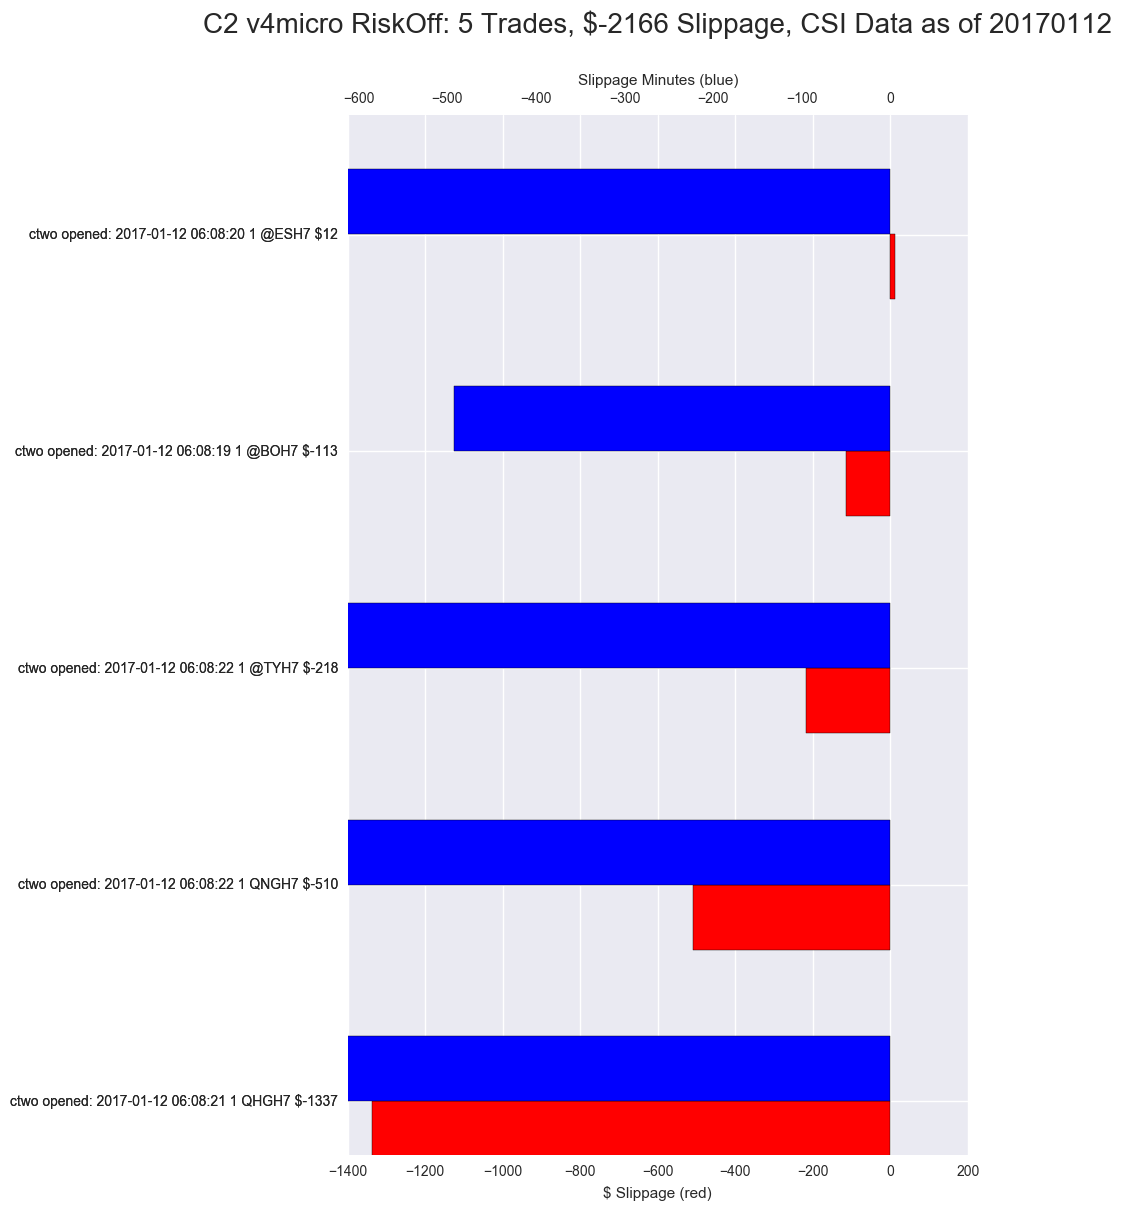 C2 v4micro RiskOff: 5 Trades, $-2166 Slippage, CSI Data as of 20170112
Slippage Minutes (blue)
−600 −500 −400 −300 −200 −100 0
ctwo opened: 2017-01-12 06:08:20 1 @ESH7 $12
ctwo opened: 2017-01-12 06:08:19 1 @BOH7 $-113
ctwo opened: 2017-01-12 06:08:22 1 @TYH7 $-218
ctwo opened: 2017-01-12 06:08:22 1 QNGH7 $-510
ctwo opened: 2017-01-12 06:08:21 1 QHGH7 $-1337
−1400 −1200 −1000 −800 −600 −400 −200 0 200
$ Slippage (red)